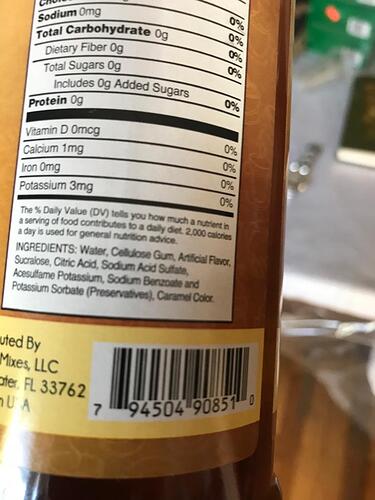 Sodium 0mg 0%
Total Carbohydrate 0g 0%
Dietary Fiber 0g 0%
Total Sugars 0g
Includes 0g Added Sugars 0%
Protein 0g
Vitamin D 0mcg 0%
Calcium 1mg 0%
Iron 0mg 0%
Potassium 3mg 0%
The % Daily Value (DV) tells you how much a nutrient in
a serving of food contributes to a daily diet. 2,000 calories
a day is used for general nutrition advice.
INGREDIENTS: Water, Cellulose Gum, Artificial Flavor,
Sucralose, Citric Acid, Sodium Acid Sulfate,
Acesulfame Potassium, Sodium Benzoate and
Potassium Sorbate (Preservatives), Caramel Color.
uted By
Mixes, LLC
ater, FL 33762
7 94504 90851 0